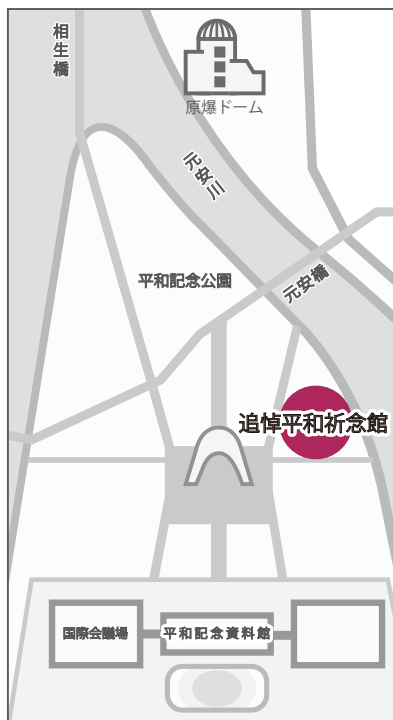 相生橋
原爆ドーム
元安川
平和記念公園
元安橋
追悼平和祈念館
国際会議場
平和記念資料館